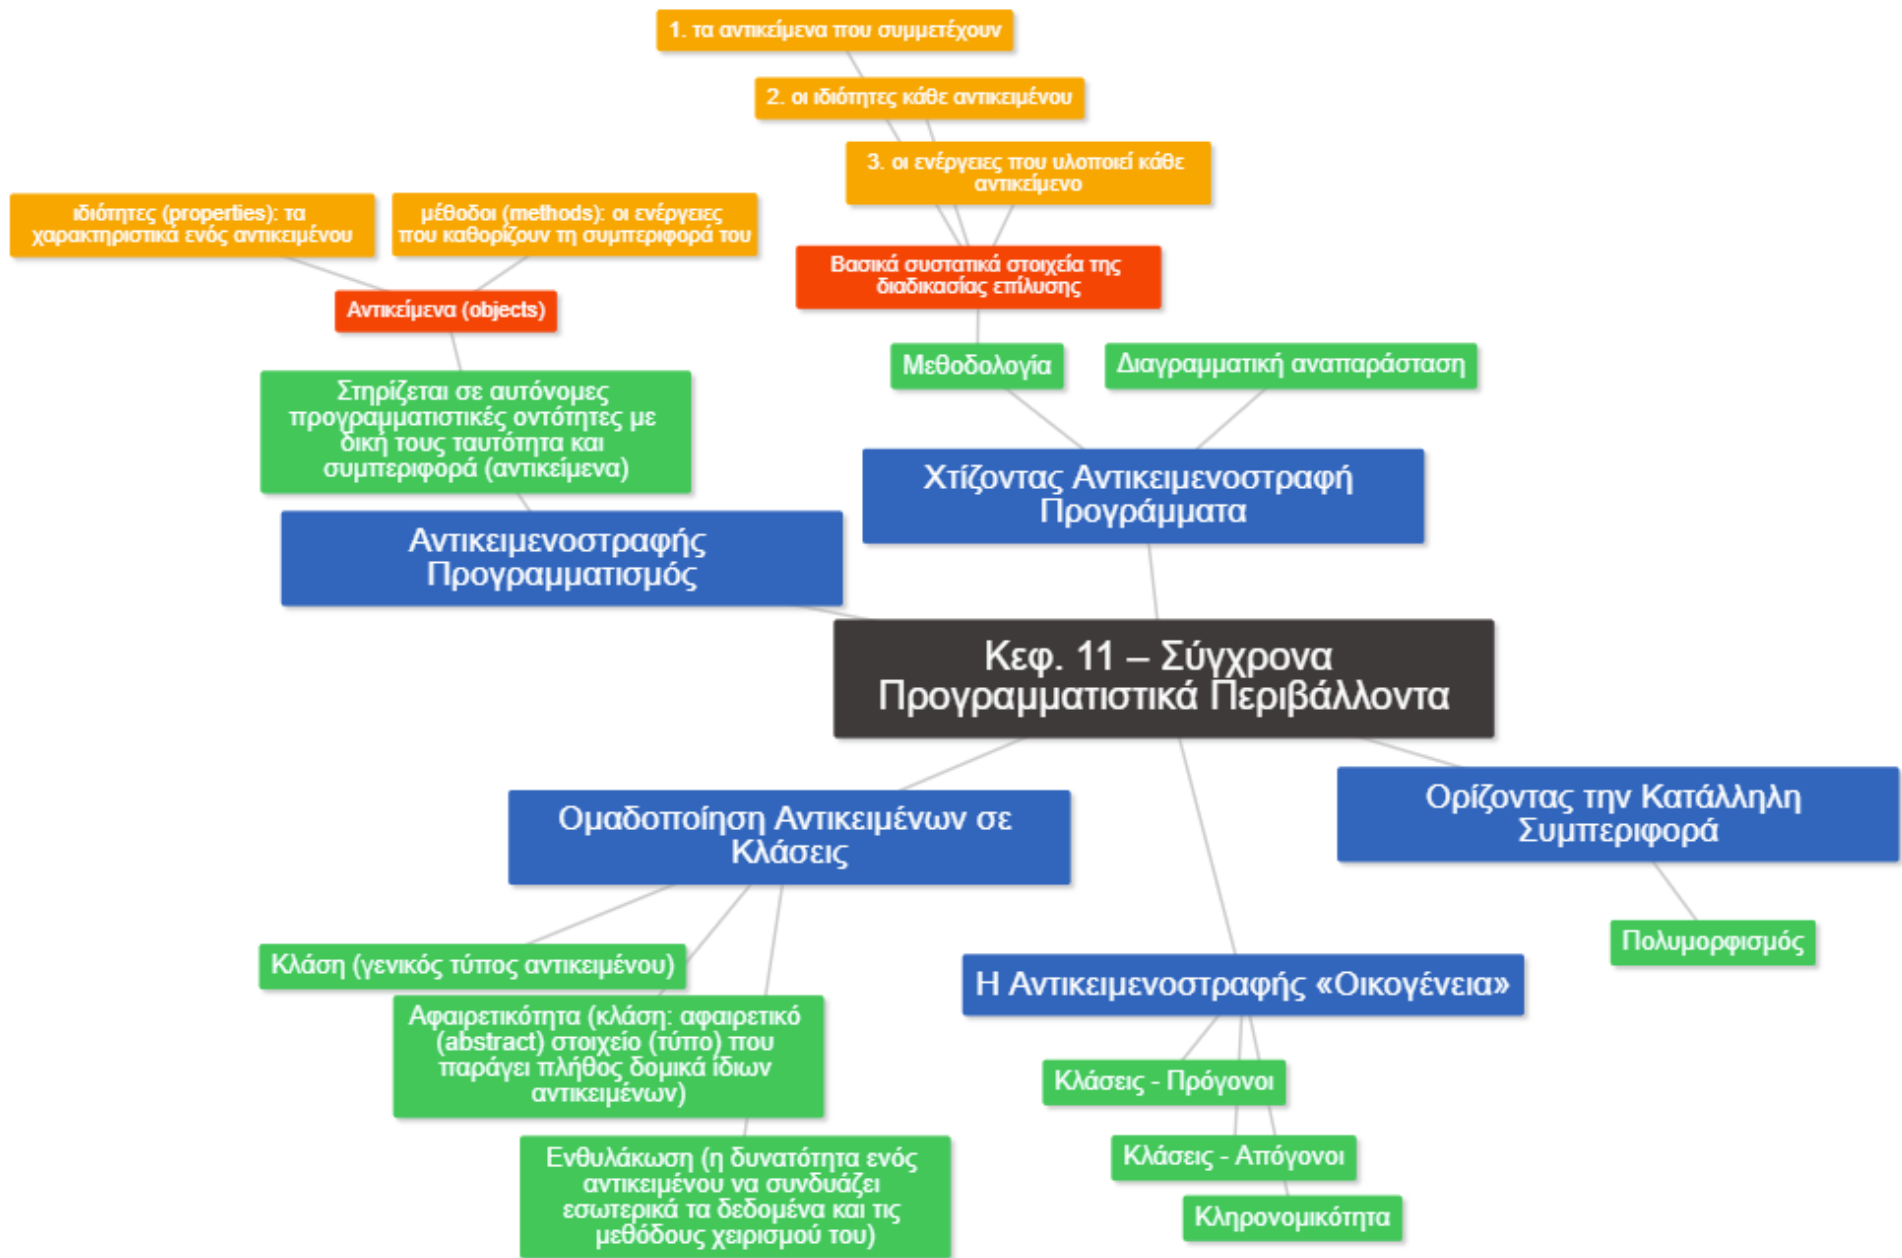 1. τα αντικείμενα που συμμετέχουν
2. οι ιδιότητες κάθε αντικειμένου
3. οι ενέργειες που υλοποιεί κάθε
αντικείμενο
ιδιότητες (properties): τα
χαρακτηριστικά ενός αντικειμένου
μέθοδοι (methods): οι ενέργειες
που καθορίζουν τη συμπεριφορά του
Βασικά συστατικά στοιχεία της
διαδικασίας επίλυσης
Αντικείμενα (objects)
Μεθοδολογία
Διαγραμματική αναπαράσταση
Στηρίζεται σε αυτόνομες
προγραμματιστικές οντότητες με
δική τους ταυτότητα και
συμπεριφορά (αντικείμενα)
Χτίζοντας Αντικειμενοστραφή
Προγράμματα
Αντικειμενοστραφής
Προγραμματισμός
Κεφ. 11 – Σύγχρονα
Προγραμματιστικά Περιβάλλοντα
Ομαδοποίηση Αντικειμένων σε
Κλάσεις
Ορίζοντας την Κατάλληλη
Συμπεριφορά
Πολυμορφισμός
Κλάση (γενικός τύπος αντικειμένου)
Η Αντικειμενοστραφής «Οικογένεια»
Αφαιρετικότητα (κλάση: αφαιρετικό
(abstract) στοιχείο (τύπο) που
παράγει πλήθος δομικά ίδιων
αντικειμένων)
Κλάσεις - Πρόγονοι
Κλάσεις - Απόγονοι
Κληρονομικότητα
Ενθυλάκωση (η δυνατότητα ενός
αντικειμένου να συνδυάζει
εσωτερικά τα δεδομένα και τις
μεθόδους χειρισμού του)